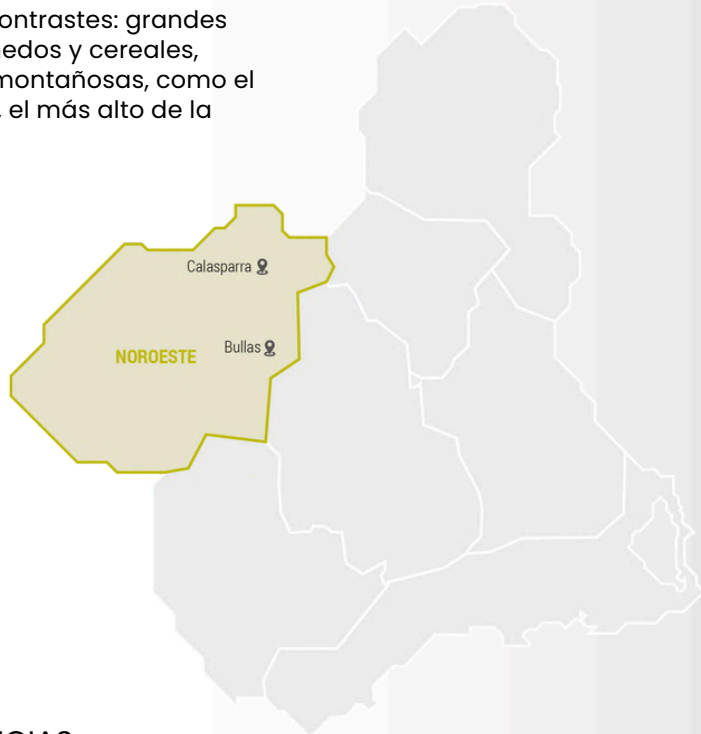 ontrastes: grandes
edos y cereales,
montañosas, como el
, el más alto de la
Calasparra
Bullas
NOROESTE